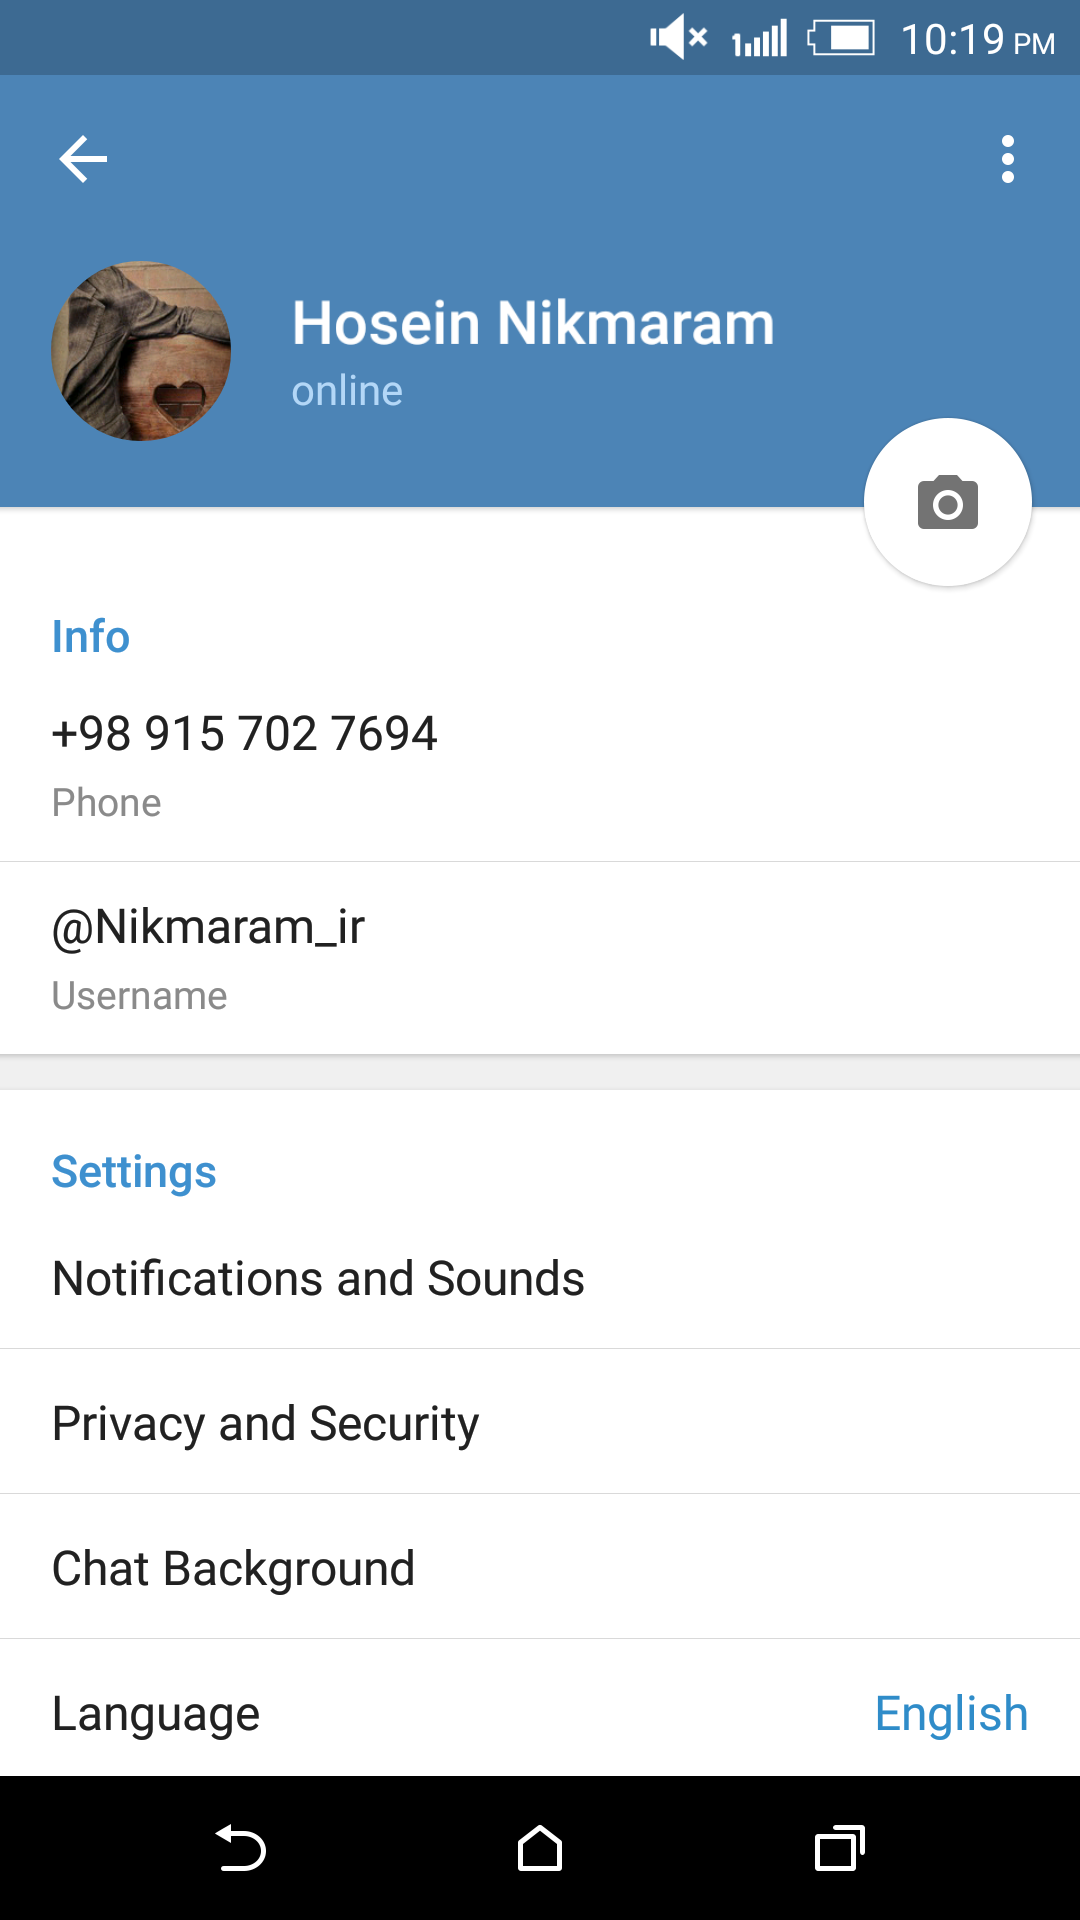 10:19 PM
Hosein Nikmaram
online
Info
+98 915 702 7694
Phone
@Nikmaram_ir
Username
Settings
Notifications and Sounds
Privacy and Security
Chat Background
Language English